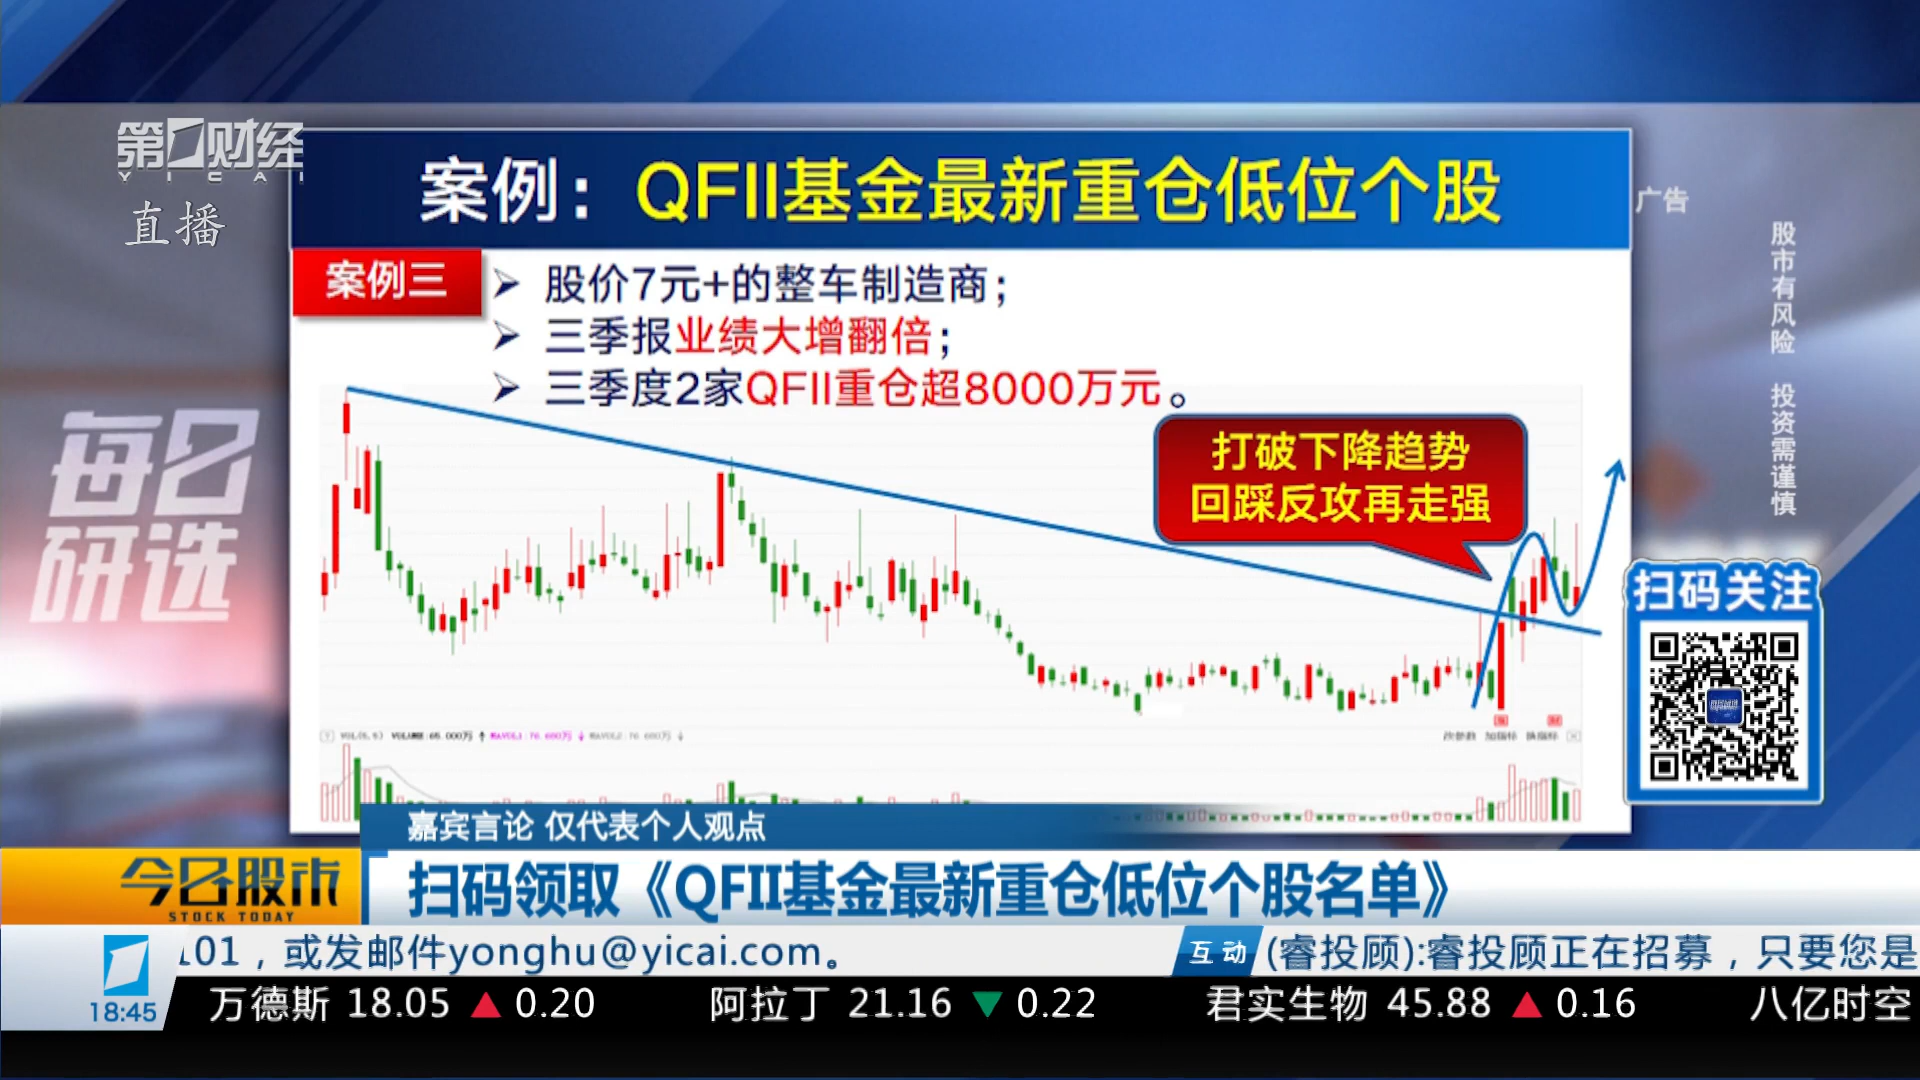 第一财经
YICAI
直播
案例：QFII基金最新重仓低位个股
广告
案例三
股价7元+的整车制造商；
三季报业绩大增翻倍；
三季度2家QFII重仓超8000万元。
打破下降趋势
回踩反攻再走强
股市有风险 投资需谨慎
每日
研选
扫码关注
嘉宾言论 仅代表个人观点
今日股市
STOCK TODAY
扫码领取《QFII基金最新重仓低位个股名单》
101，或发邮件yonghu@yicai.com。
互动 (睿投顾):睿投顾正在招募，只要您是
18:45
万德斯 18.05 ▲ 0.20 阿拉丁 21.16 ▼ 0.22 君实生物 45.88 ▲ 0.16 八亿时空